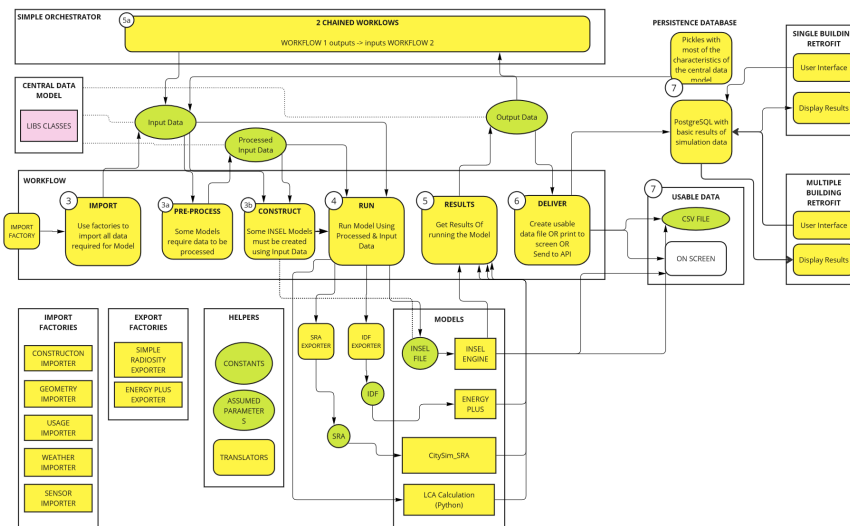 SIMPLE ORCHESTRATOR
5a
2 CHAINED WORKLOWS
WORKFLOW 1 outputs -> inputs WORKFLOW 2
PERSISTENCE DATABASE
Pickles with
most of the
characteristics of
the central data
model
7
PostgreSQL with
basic results of
simulation data
SINGLE BUILDIN
RETROFIT
User Interface
Display Results
CENTRAL DATA
MODEL
LIBS CLASSES
Input Data
Processed
Input Data
Output Data
WORKFLOW
IMPORT
FACTORY
3
IMPORT
Use factories to
import all data
required for Model
3a
PRE-PROCESS
Some Models
require data to be
processed
3b
CONSTRUCT
Some INSEL Models
must be created
using Input Data
4
RUN
Run Model Using
Processed & Input
Data
5
RESULTS
Get Results Of
running the Model
6
DELIVER
Create usable
data file OR print to
screen OR
Send to API
7
USABLE DATA
CSV FILE
ON SCREEN
MULTIPLE
BUILDING
RETROFIT
User Interface
Display Results
IMPORT
FACTORIES
CONSTRUCTON
IMPORTER
GEOMETRY
IMPORTER
USAGE
IMPORTER
WEATHER
IMPORTER
SENSOR
IMPORTER
EXPORT
FACTORIES
SIMPLE
RADIOSITY
EXPORTER
ENERGY PLUS
EXPORTER
HELPERS
CONSTANTS
ASSUMED
PARAMETER
S
TRANSLATORS
SRA
EXPORTER
IDF
EXPORTER
IDF
SRA
MODELS
INSEL
FILE
INSEL
ENGINE
ENERGY
PLUS
CitySim_SRA
LCA Calculation
(Python)